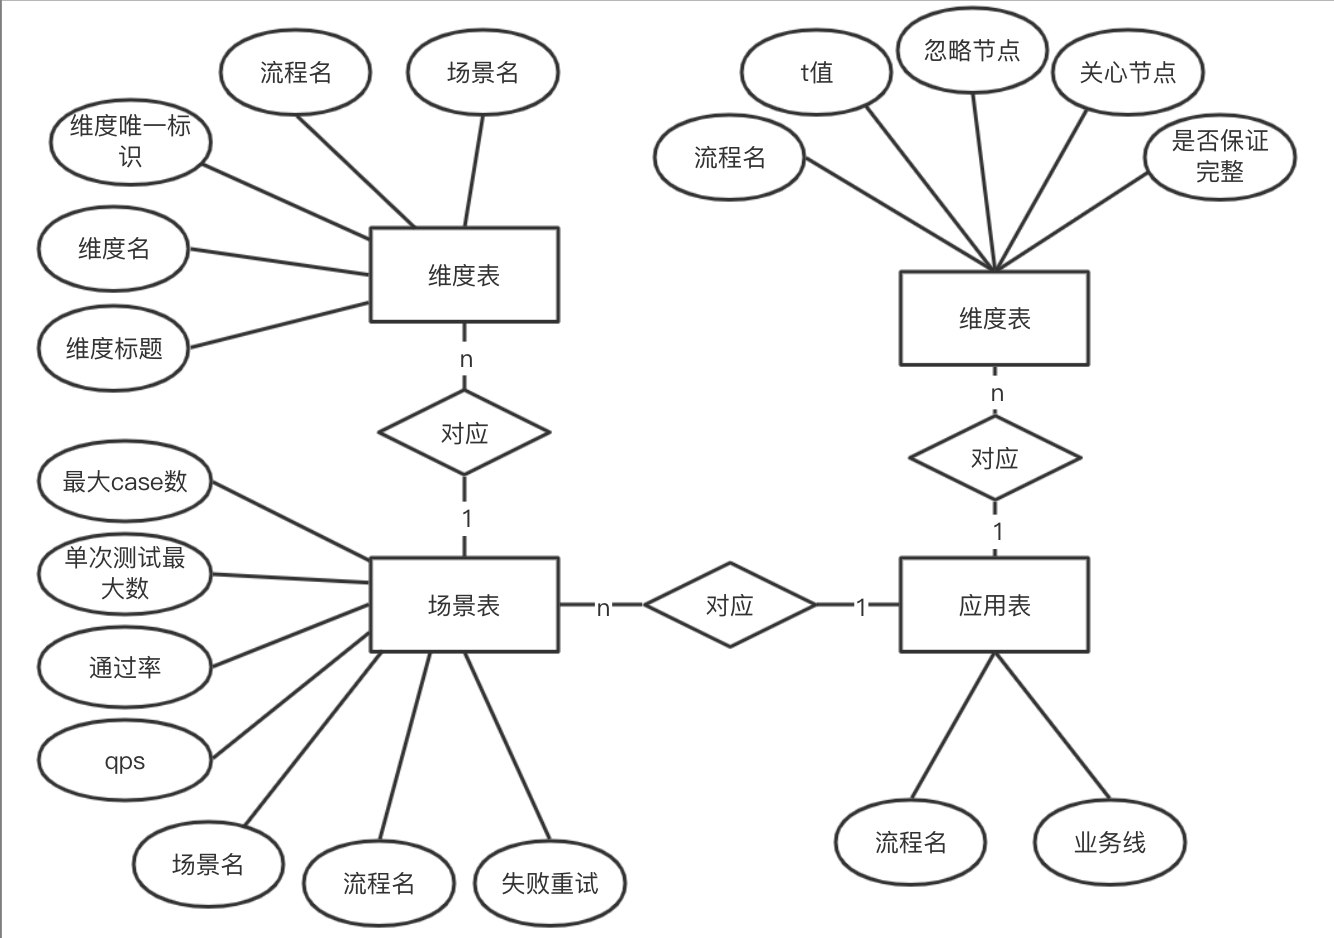 流程名
场景名
维度唯一标
识
维度名
维度标题
维度表
n
对应
1
t值
忽略节点
关心节点
流程名
是否保证
完整
维度表
n
对应
1
最大case数
单次测试最
大数
通过率
qps
场景表
n
对应
1
应用表
场景名
流程名
失败重试
流程名
业务线